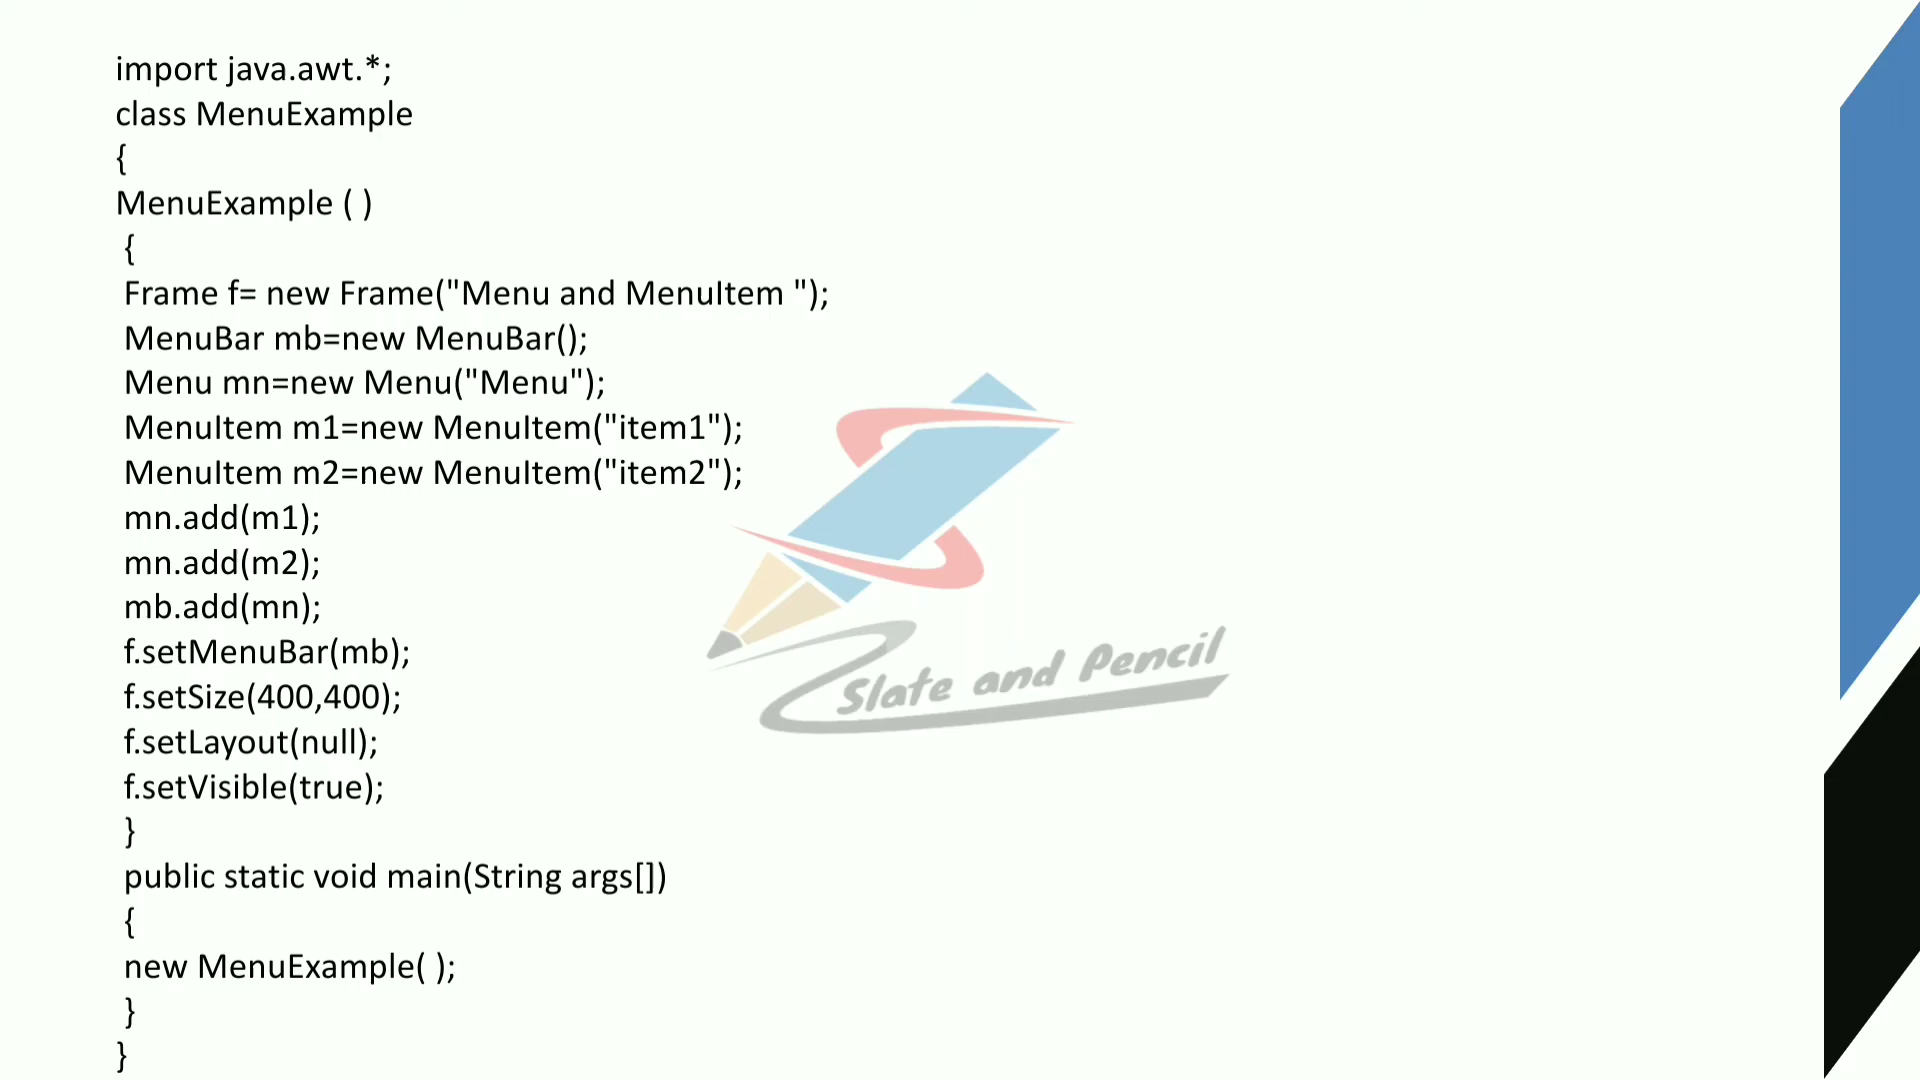 import java.awt.*;
class MenuExample
{
MenuExample ( )
{
Frame f= new Frame("Menu and MenuItem ");
MenuBar mb=new MenuBar();
Menu mn=new Menu("Menu");
MenuItem m1=new MenuItem("item1");
MenuItem m2=new MenuItem("item2");
mn.add(m1);
mn.add(m2);
mb.add(mn);
f.setMenuBar(mb);
f.setSize(400,400);
f.setLayout(null);
f.setVisible(true);
}
public static void main(String args[])
{
new MenuExample( );
}
}
Slate and Pencil